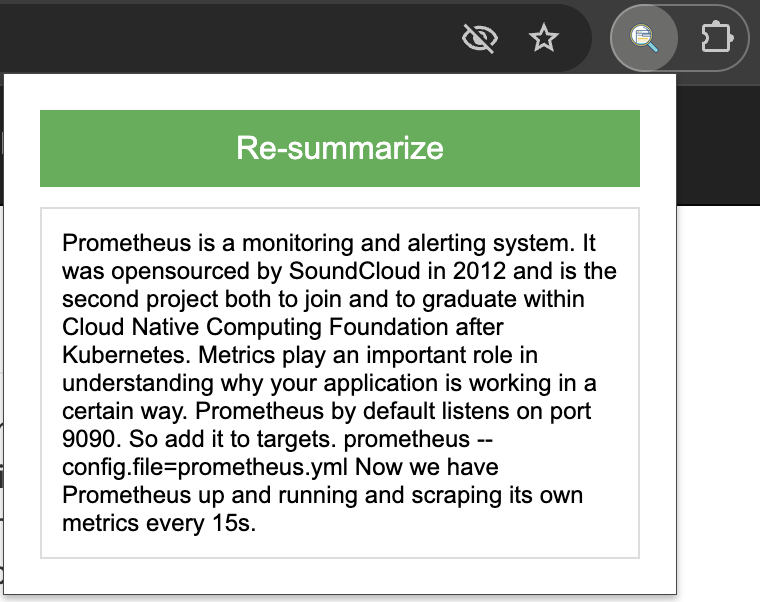 Re-summarize
Prometheus is a monitoring and alerting system. It
was opensourced by SoundCloud in 2012 and is the
second project both to join and to graduate within
Cloud Native Computing Foundation after
Kubernetes. Metrics play an important role in
understanding why your application is working in a
certain way. Prometheus by default listens on port
9090. So add it to targets. prometheus --
config.file=prometheus.yml Now we have
Prometheus up and running and scraping its own
metrics every 15s.